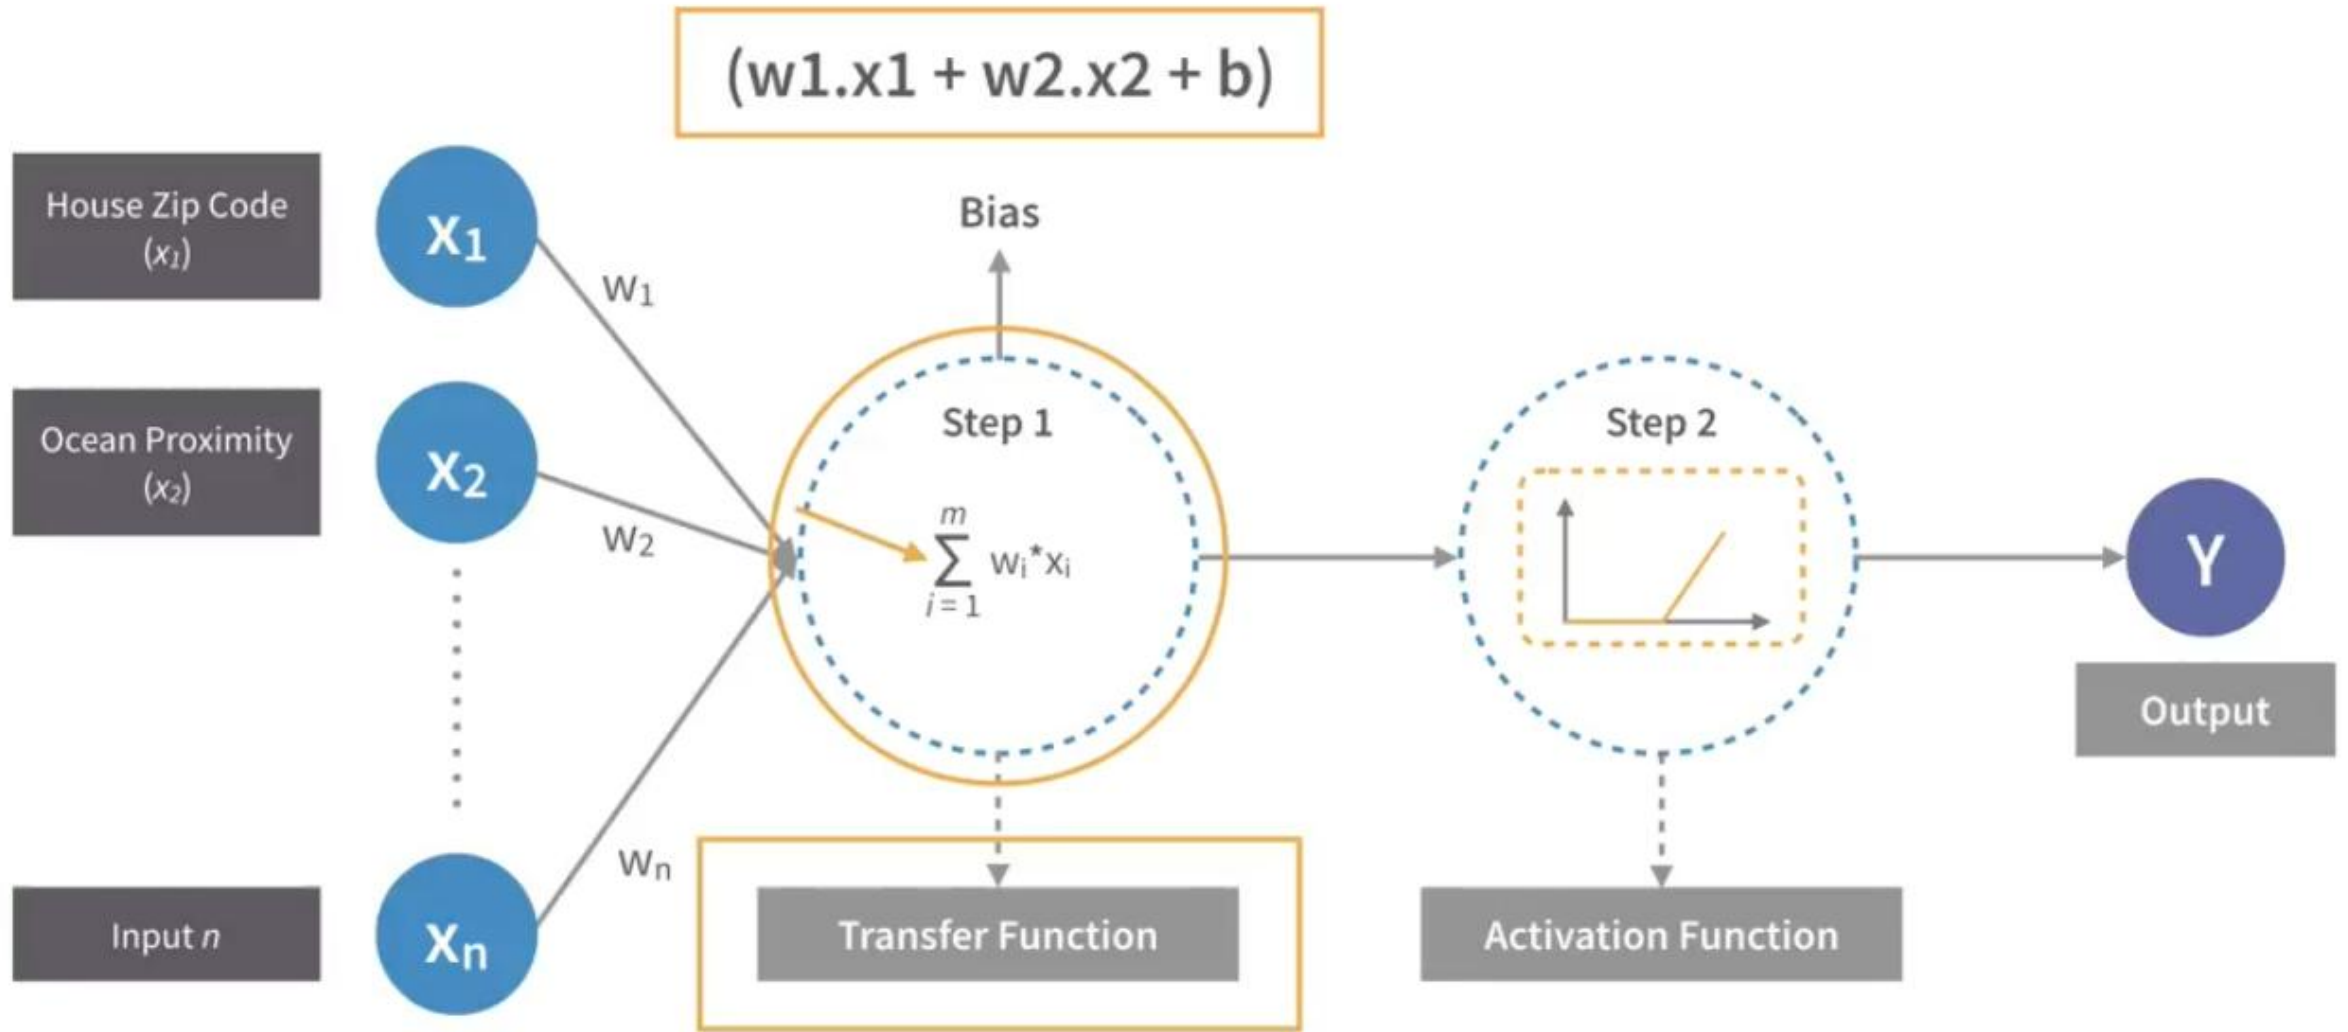 (w1.x1 + w2.x2 + b)
House Zip Code
(x₁)
X₁
w₁
Bias
Ocean Proximity
(x₂)
X₂
w₂
Step 1
m
∑ wᵢ*xᵢ
i = 1
Step 2
Y
Output
Input n
Xₙ
wₙ
Transfer Function
Activation Function